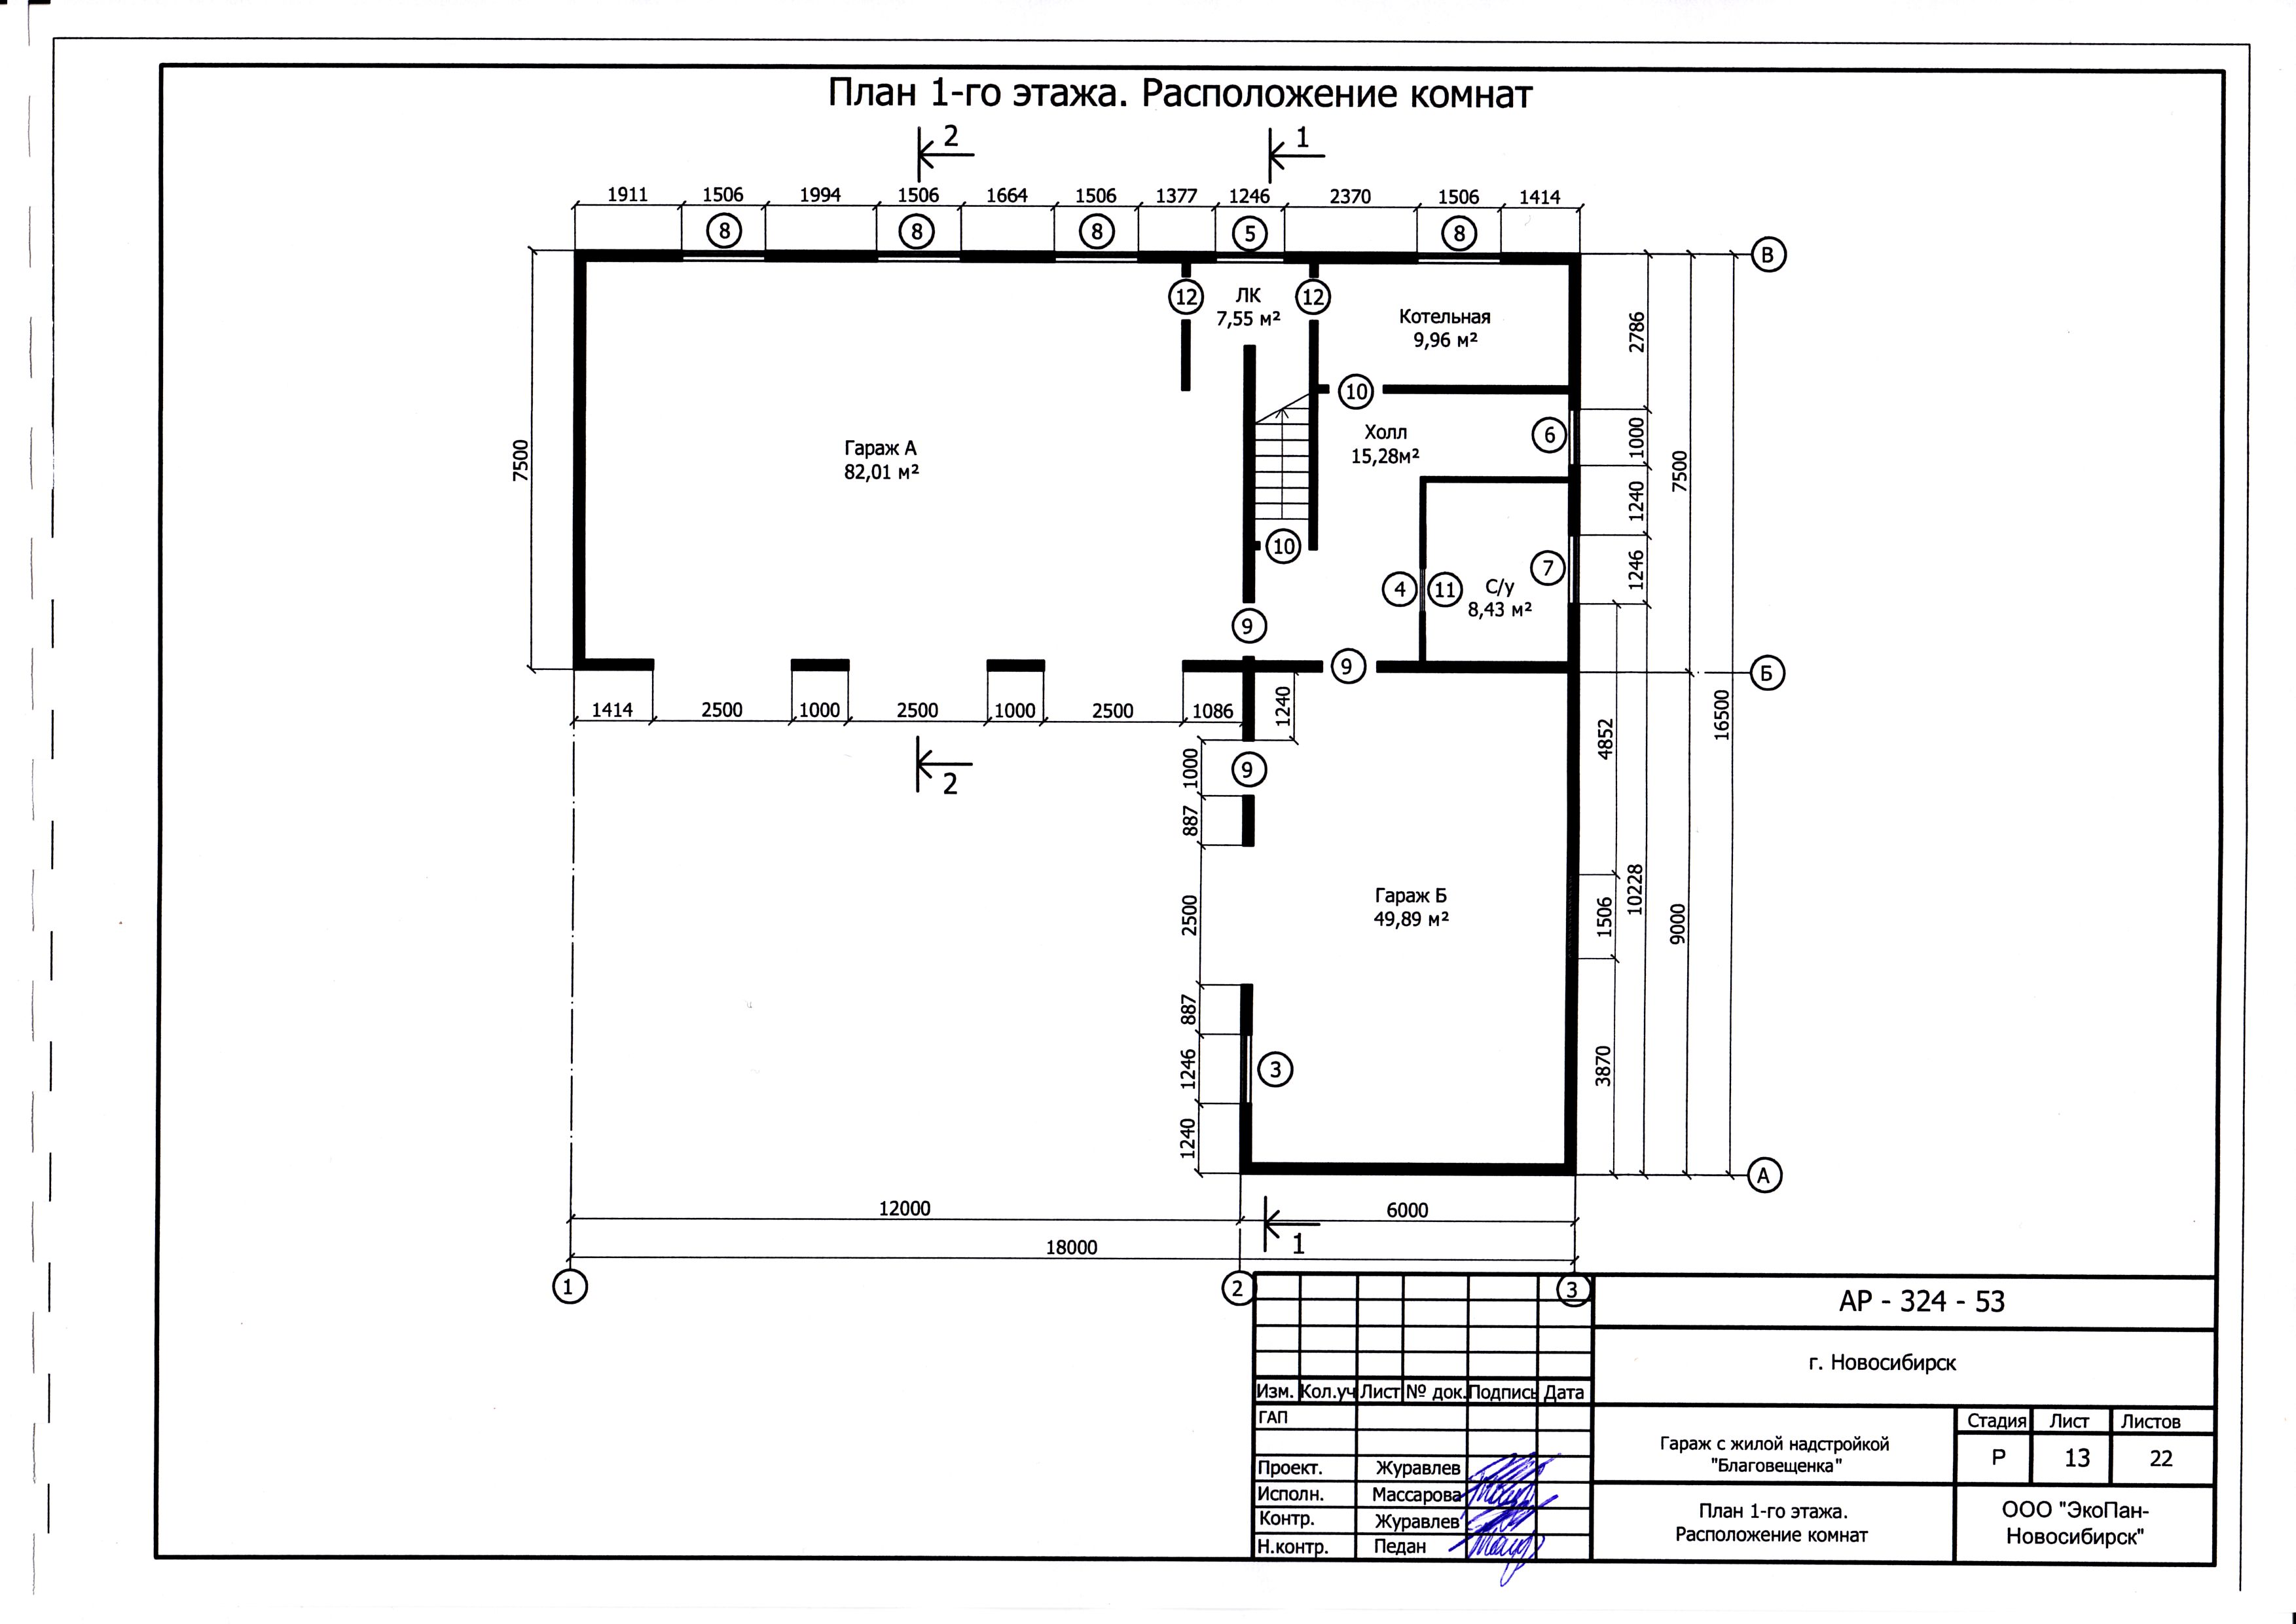 План 1-го этажа. Расположение комнат
2
1
1911
1506
1994
1506
1664
1506
1377
1246
2370
1506
1414
8
8
8
5
8
В
12
ЛК
7,55 м²
12
Котельная
9,96 м²
2786
10
Холл
15,28м²
6
1000
Гараж А
82,01 м²
7500
7500
1240
10
4
11
С/у
8,43 м²
7
1246
9
9
Б
1414
2500
1000
2500
1000
2500
1086
1240
16500
4852
2
1000
9
887
2500
Гараж Б
49,89 м²
1506
10228
9000
887
1246
3
3870
1240
А
12000
6000
18000
1
1
2
3
АР - 324 - 53
г. Новосибирск
Изм.
Кол.уч
Лист
№ док.
Подпись
Дата
ГАП
Проект.
Журавлев
Исполн.
Массарова
Контр.
Журавлев
Н.контр.
Педан
Гараж с жилой надстройкой
"Благовещенка"
Стадия
Лист
Листов
Р
13
22
План 1-го этажа.
Расположение комнат
ООО "ЭкоПан-
Новосибирск"